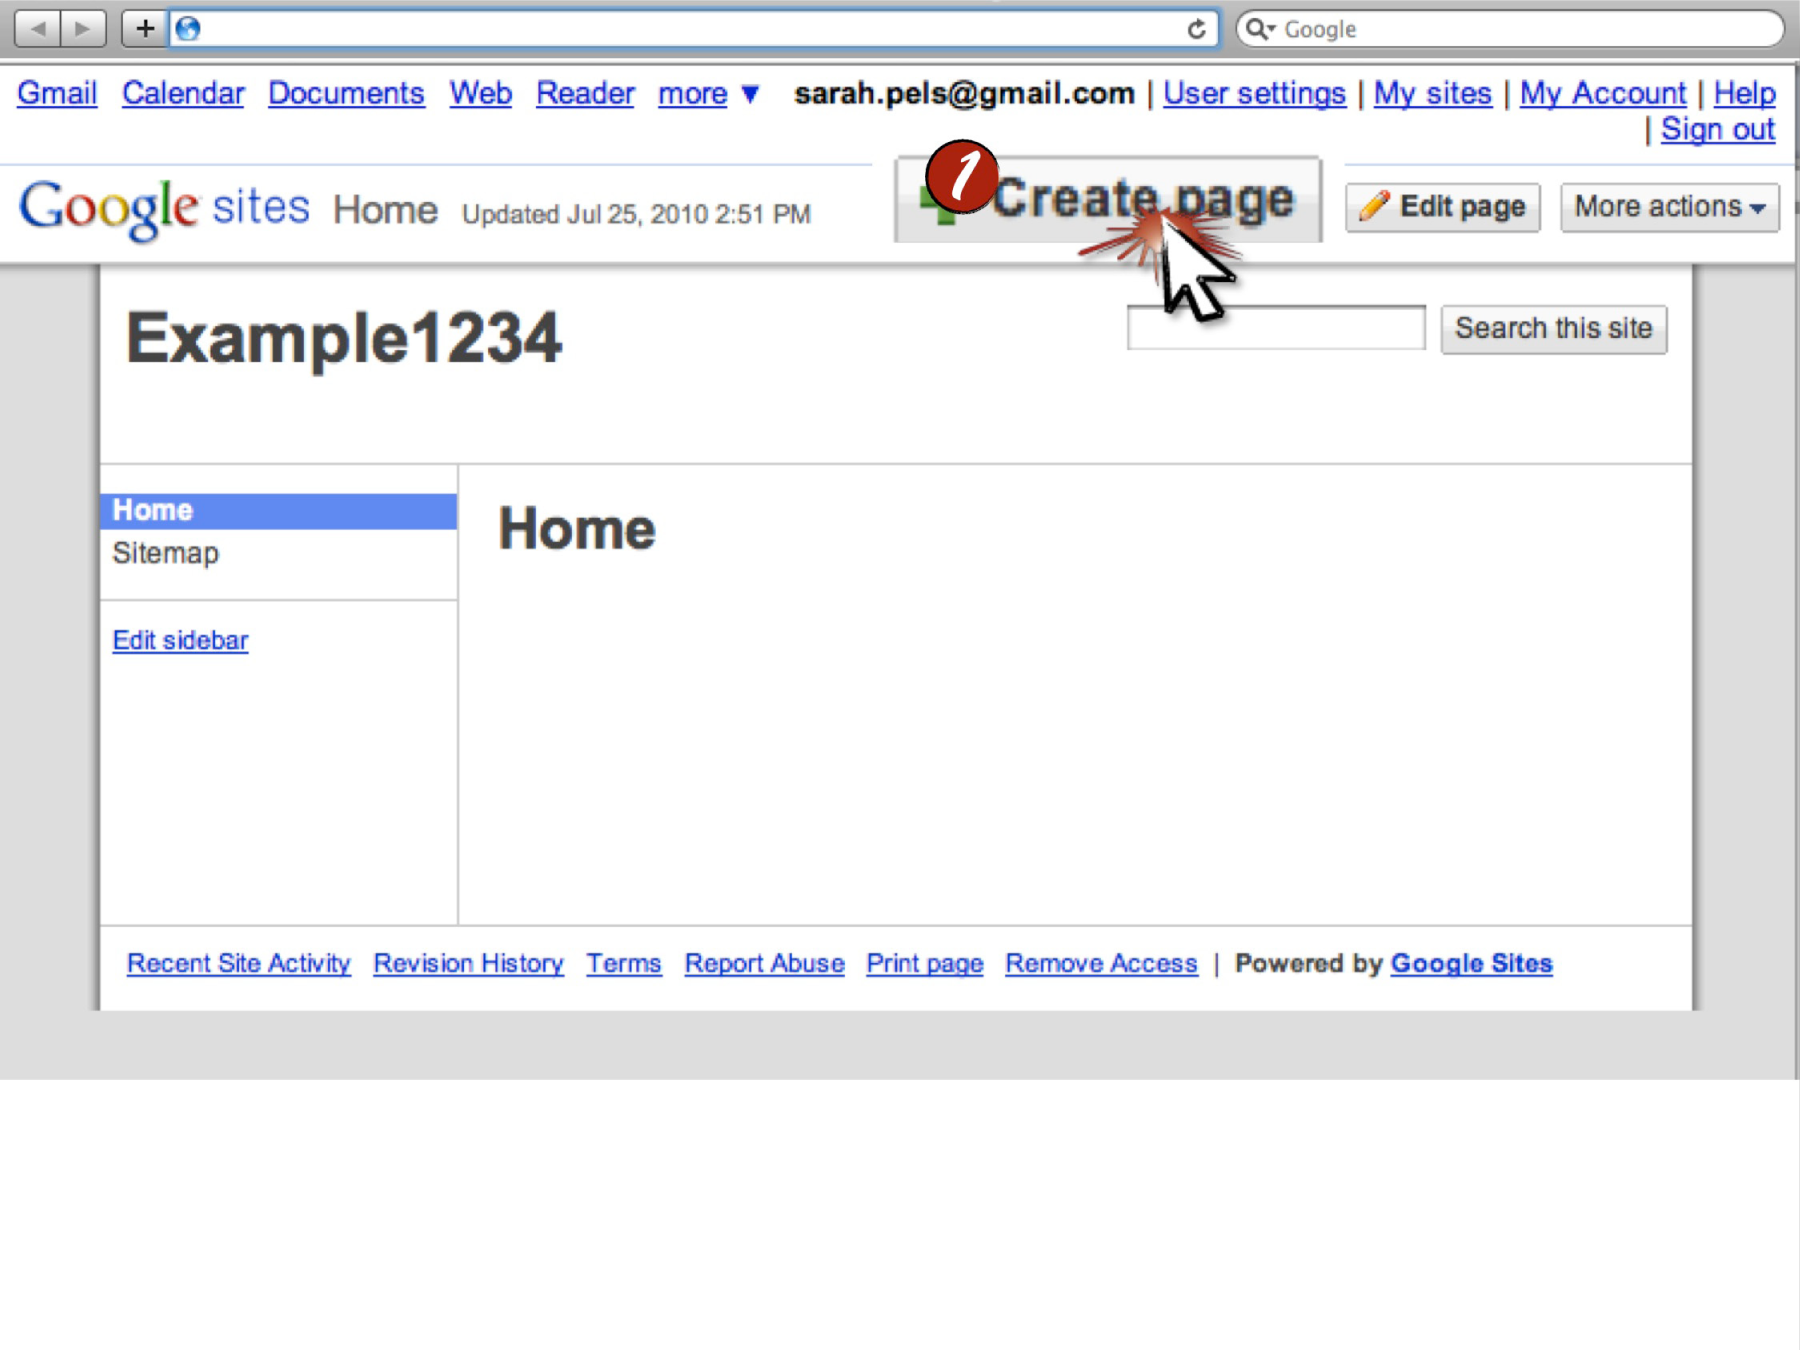 Google
Gmail Calendar Documents Web Reader more ▼ sarah.pels@gmail.com | User settings | My sites | My Account | Help
| Sign out
Google sites Home Updated Jul 25, 2010 2:51 PM
1 Create page
Edit page
More actions
Example1234
Search this site
Home
Sitemap
Edit sidebar
Home
Recent Site Activity Revision History Terms Report Abuse Print page Remove Access | Powered by Google Sites